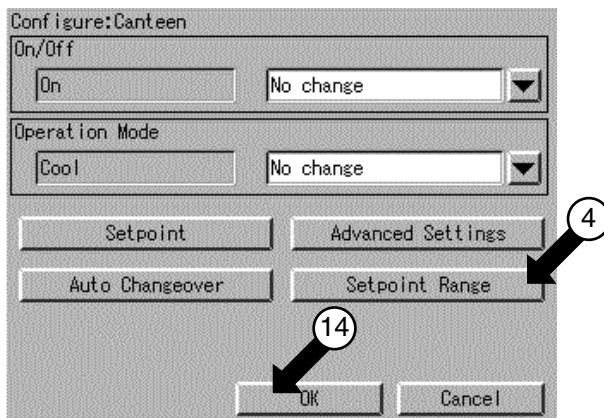 Configure:Canteen
On/Off
On No change
Operation Mode
Cool No change
Setpoint Advanced Settings
4
Auto Changeover Setpoint Range
14
OK Cancel